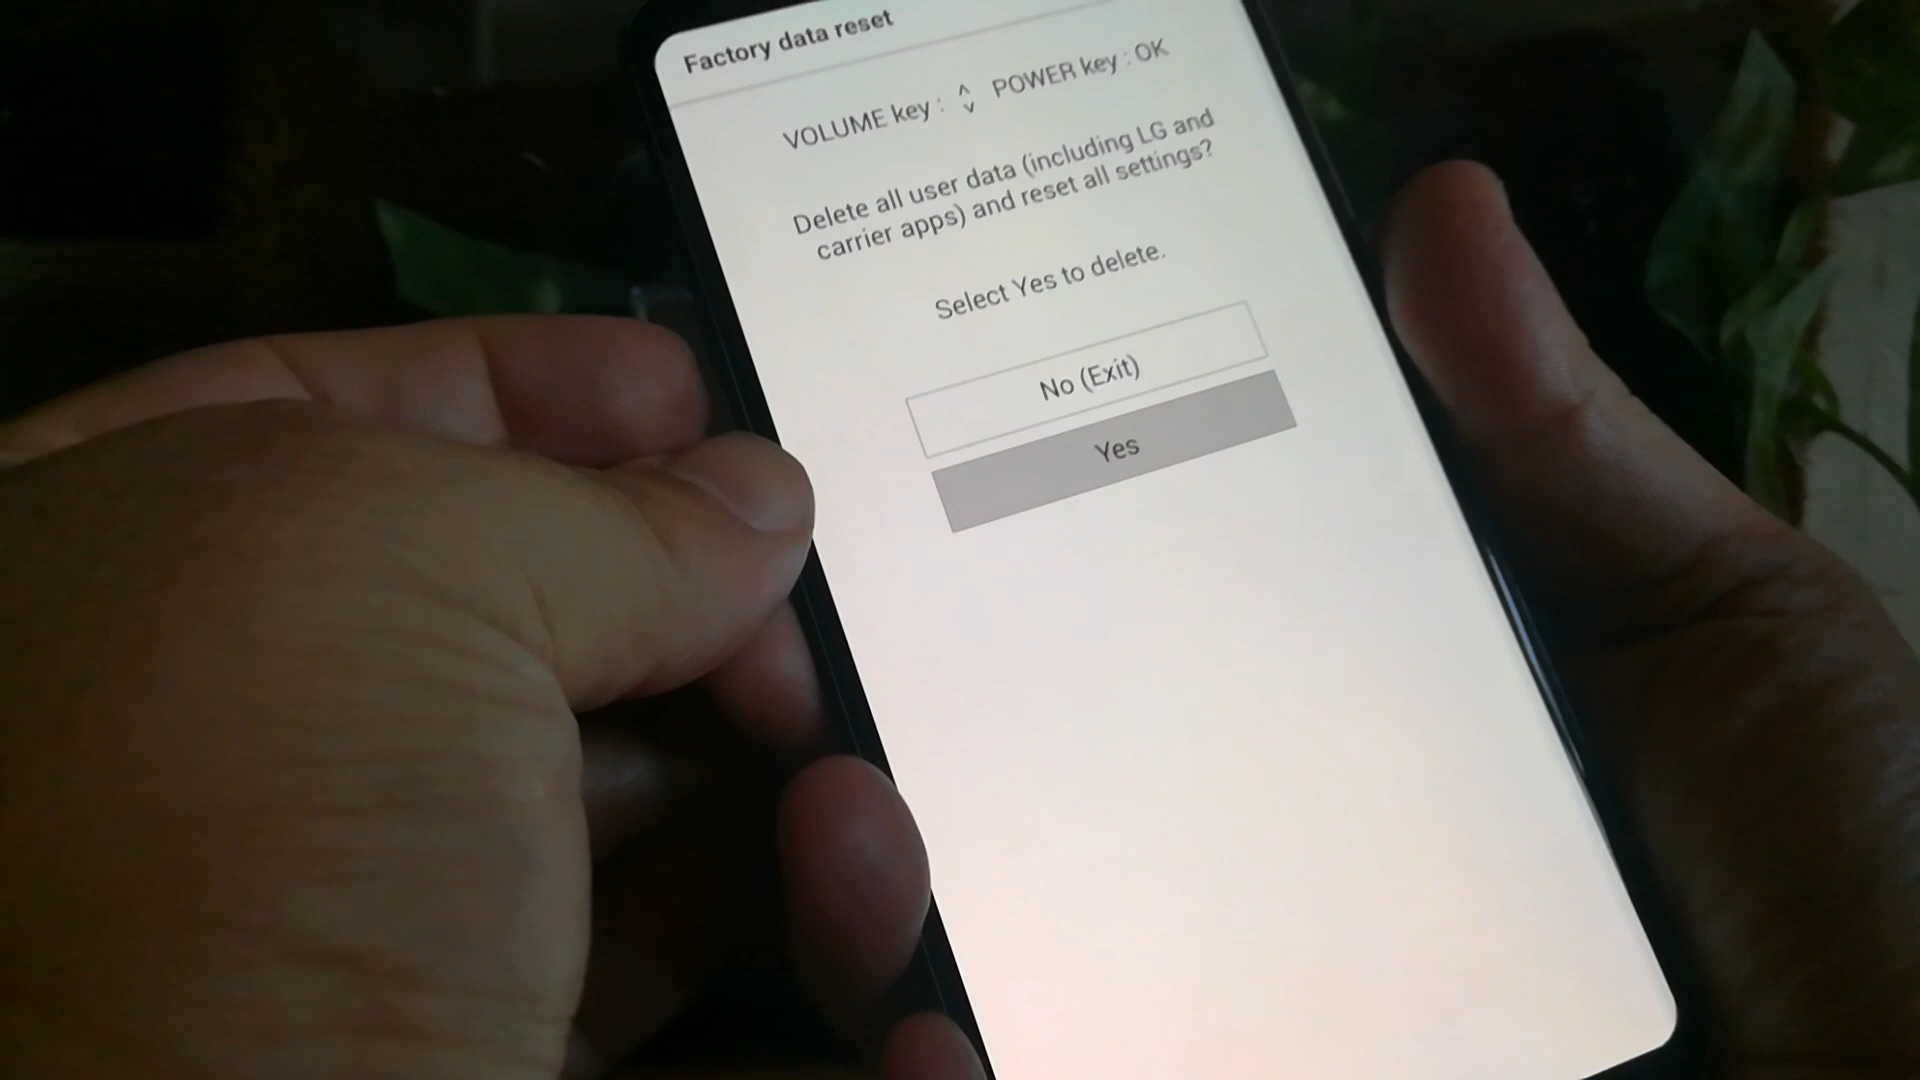 Factory data reset
VOLUME key : ^ v POWER key : OK
Delete all user data (including LG and
carrier apps) and reset all settings?
Select Yes to delete.
No (Exit)
Yes